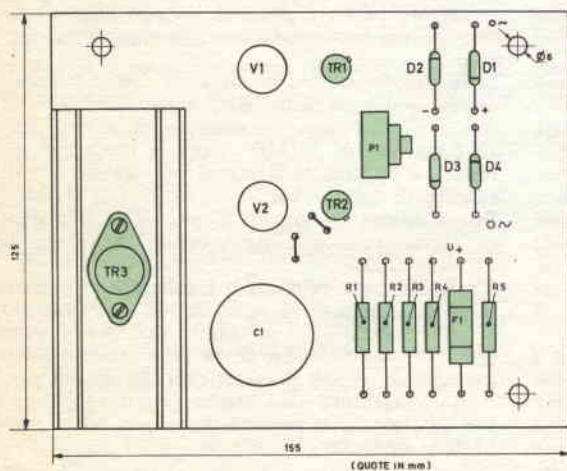 V1
TR1
D2
D1
Ø6
P1
-
+
D3
D4
V2
TR2
125
TR3
U+
R1
R2
R3
R4
F1
R5
C1
155
(QUOTE IN mm)